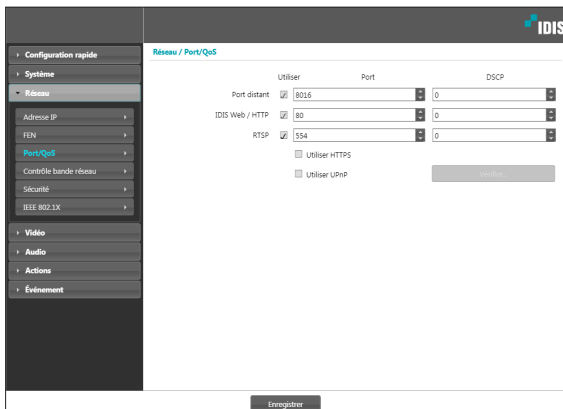 IDIS
Configuration rapide
Système
Réseau
Adresse IP
FEN
Port/QoS
Contrôle bande réseau
Sécurité
IEEE 802.1X
Vidéo
Audio
Actions
Événement
Réseau / Port/QoS
Utiliser Port DSCP
Port distant 8016 0
IDIS Web / HTTP 80 0
RTSP 554 0
Utiliser HTTPS
Utiliser UPnP
Enregistrer